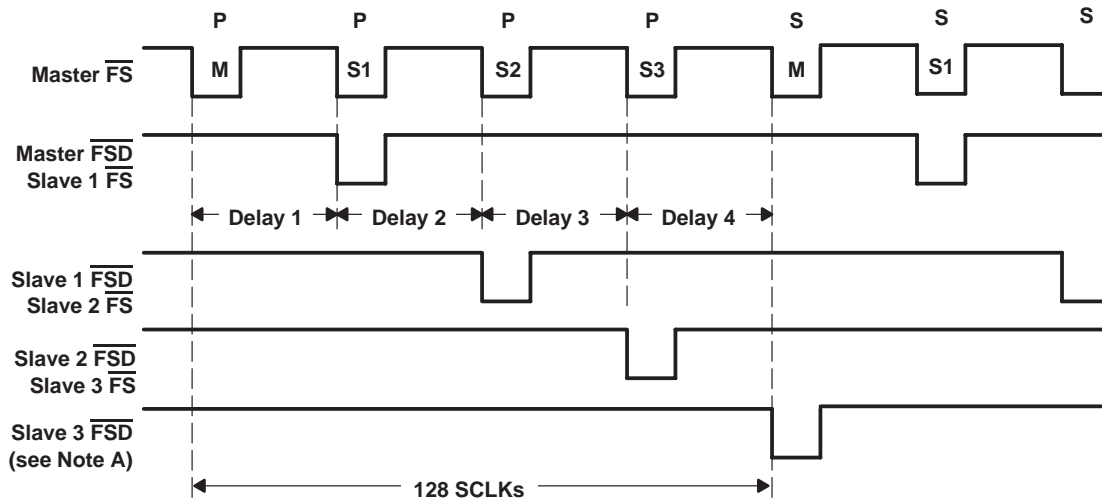 P P P P S S S
Master FS M S1 S2 S3 M S1
Master FSD
Slave 1 FS
Delay 1 Delay 2 Delay 3 Delay 4
Slave 1 FSD
Slave 2 FS
Slave 2 FSD
Slave 3 FS
Slave 3 FSD
(see Note A)
128 SCLKs